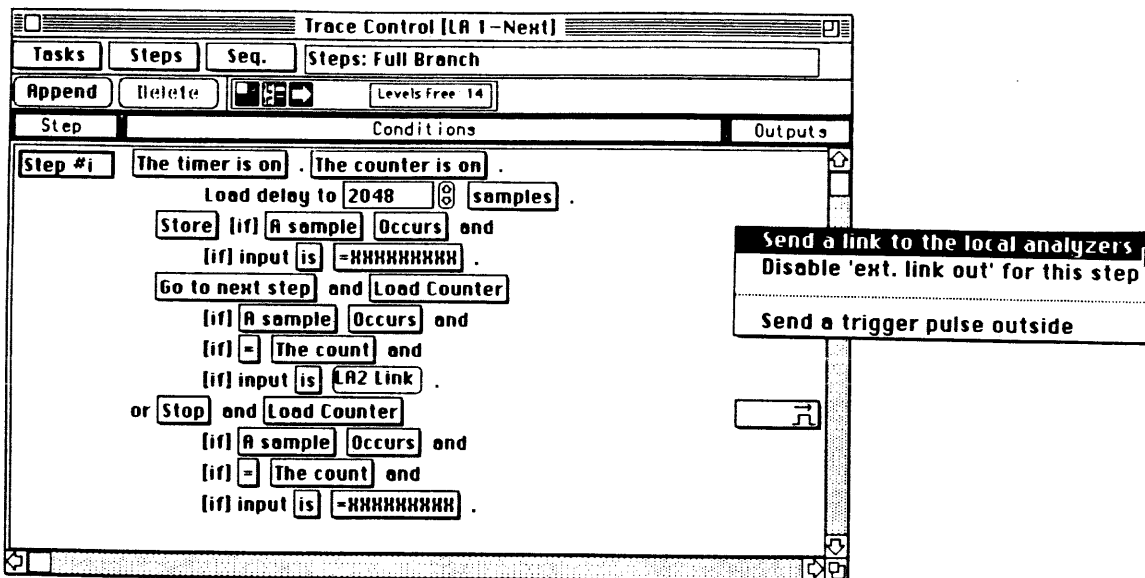 Trace Control [LA 1-Next]
Tasks Steps Seq. Steps: Full Branch
Append Delete Levels Free 14
Step Conditions Outputs
Step #i The timer is on . The counter is on .
Load delay to 2048 samples .
Store [if] A sample Occurs and
[if] input is =XXXXXXXXX .
Go to next step and Load Counter
[if] A sample Occurs and
[if] = The count and
[if] input is LA2 Link .
or Stop and Load Counter
[if] A sample Occurs and
[if] = The count and
[if] input is =XXXXXXXXX .
Send a link to the local analyzers
Disable 'ext. link out' for this step
Send a trigger pulse outside